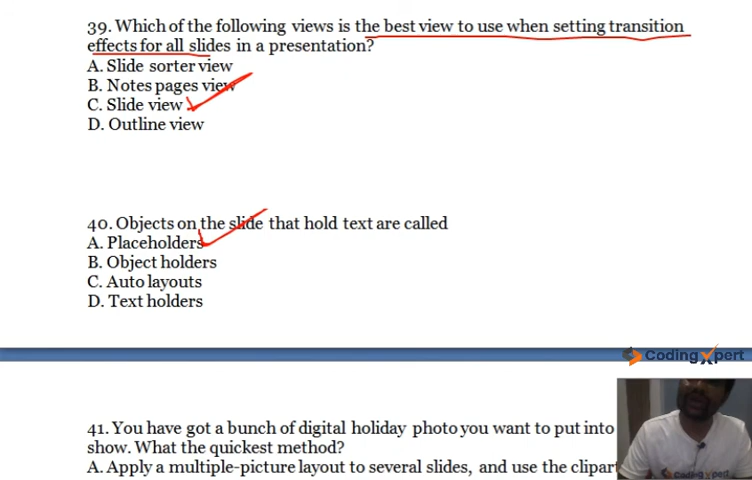 39. Which of the following views is the best view to use when setting transition
effects for all slides in a presentation?
A. Slide sorter view
B. Notes pages view
C. Slide view
D. Outline view
40. Objects on the slide that hold text are called
A. Placeholders
B. Object holders
C. Auto layouts
D. Text holders
Coding Xpert
41. You have got a bunch of digital holiday photo you want to put into
show. What the quickest method?
A. Apply a multiple-picture layout to several slides, and use the clipar
Coding Xpert